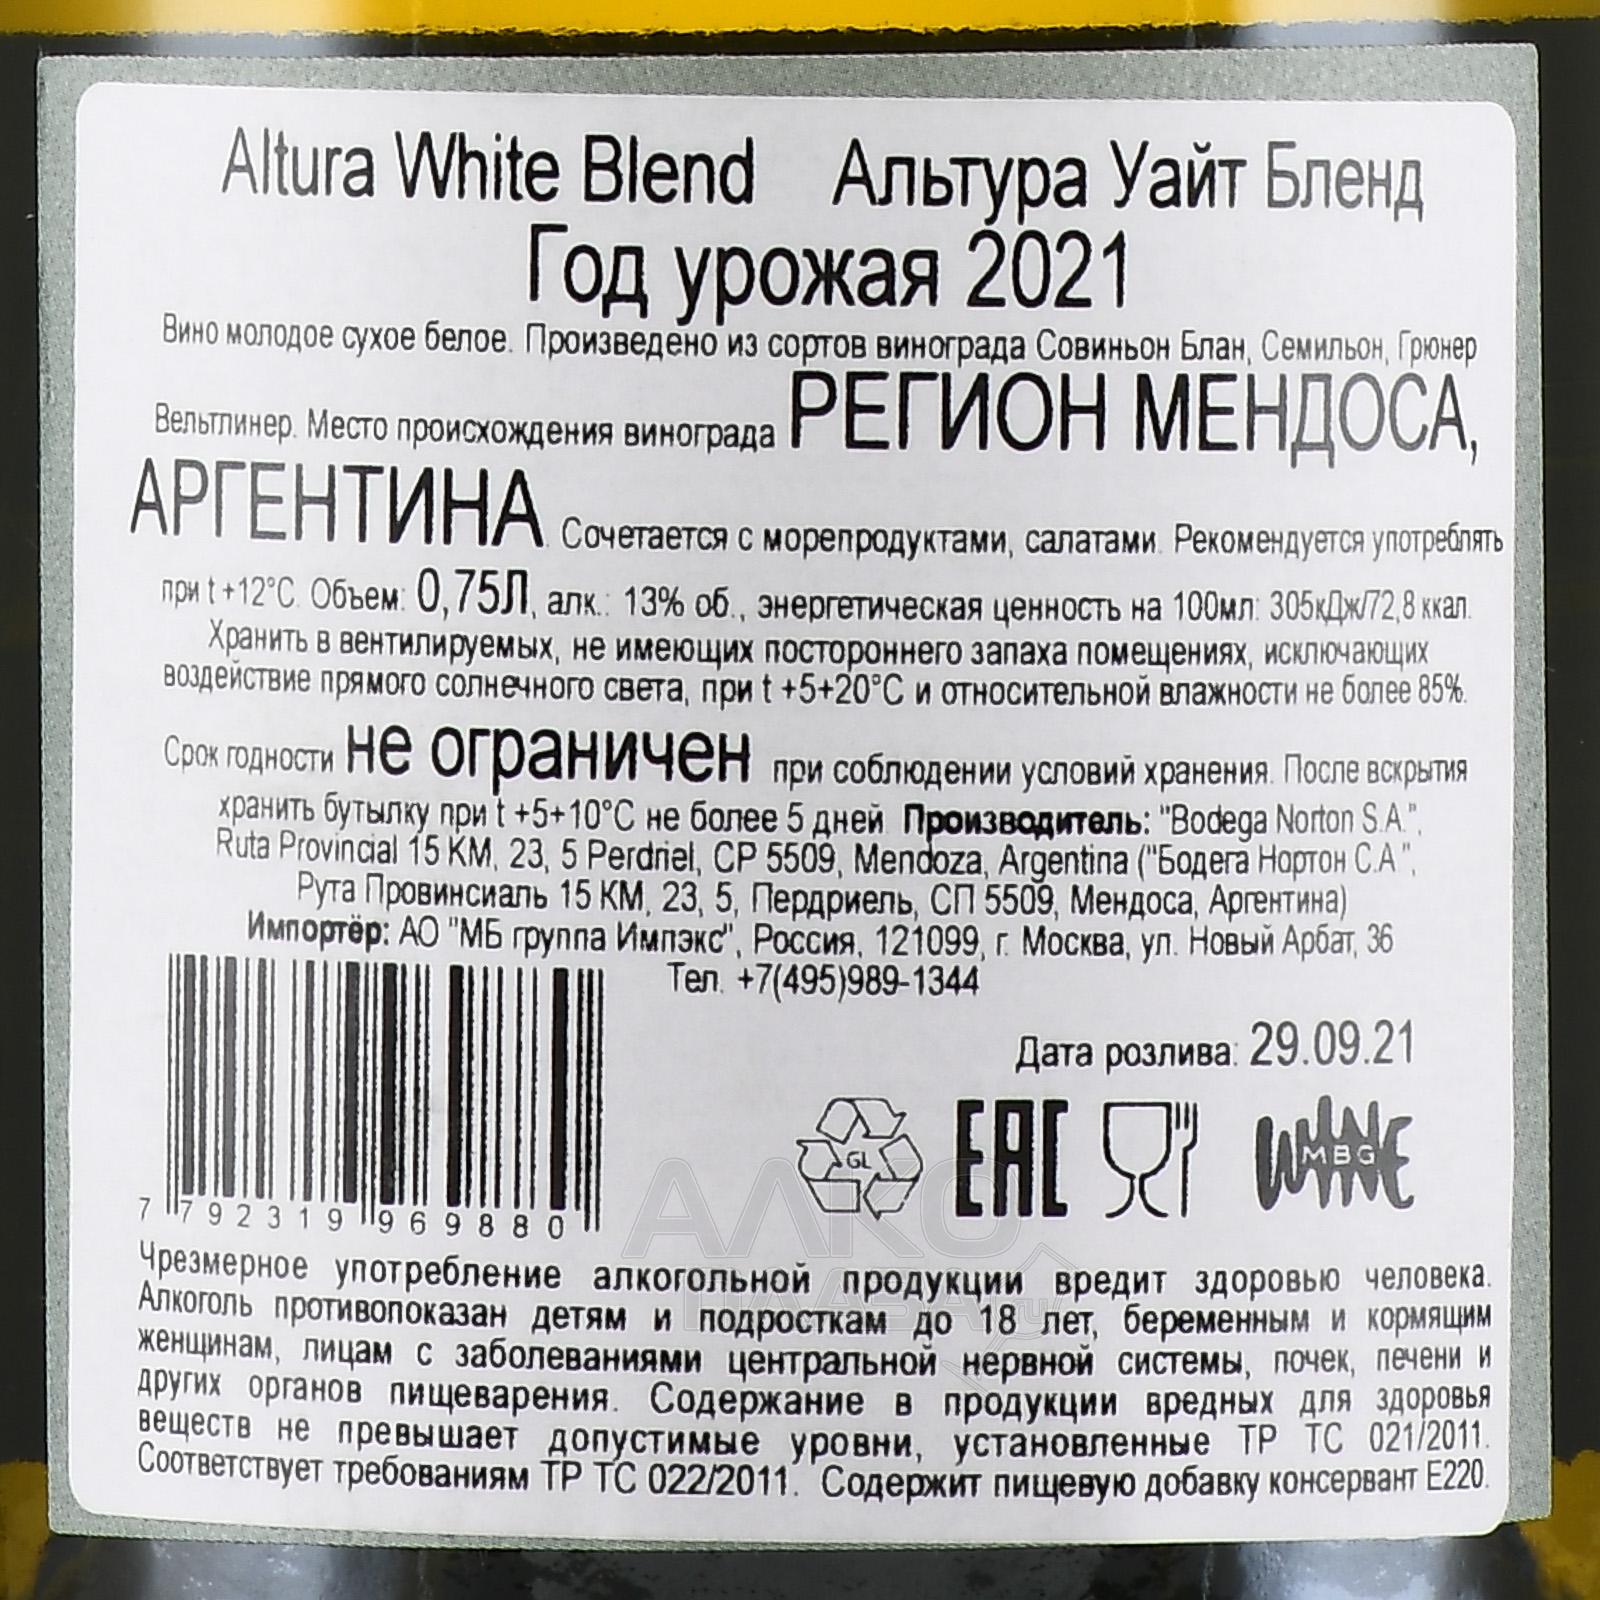 Altura White Blend Альтура Уайт Бленд
Год урожая 2021
Вино молодое сухое белое. Произведено из сортов винограда Совиньон Блан, Семильон, Грюнер
Вельтлинер. Место происхождения винограда РЕГИОН МЕНДОСА,
АРГЕНТИНА. Сочетается с морепродуктами, салатами. Рекомендуется употреблять
при t +12°C. Объем: 0,75Л, алк.: 13% об., энергетическая ценность на 100мл: 305кДж/72,8 ккал.
Хранить в вентилируемых, не имеющих постороннего запаха помещениях, исключающих
воздействие прямого солнечного света, при t +5+20°C и относительной влажности не более 85%.
Срок годности не ограничен при соблюдении условий хранения. После вскрытия
хранить бутылку при t +5+10°C не более 5 дней. Производитель: "Bodega Norton S.A.",
Ruta Provincial 15 KM, 23, 5 Perdriel, CP 5509, Mendoza, Argentina ("Бодега Нортон С.А.",
Рута Провинсиаль 15 КМ, 23, 5, Пердриель, СП 5509, Мендоса, Аргентина)
Импортёр: АО "МБ группа Импэкс", Россия, 121099, г. Москва, ул. Новый Арбат, 36
Тел. +7(495)989-1344
Дата розлива: 29.09.21
GL
EAC
WINE
MBG
7 792319 969880
АЛКО
ПЛАЗА.ru
Чрезмерное употребление алкогольной продукции вредит здоровью человека.
Алкоголь противопоказан детям и подросткам до 18 лет, беременным и кормящим
женщинам, лицам с заболеваниями центральной нервной системы, почек, печени и
других органов пищеварения. Содержание в продукции вредных для здоровья
веществ не превышает допустимые уровни, установленные ТР ТС 021/2011.
Соответствует требованиям ТР ТС 022/2011. Содержит пищевую добавку консервант Е220.